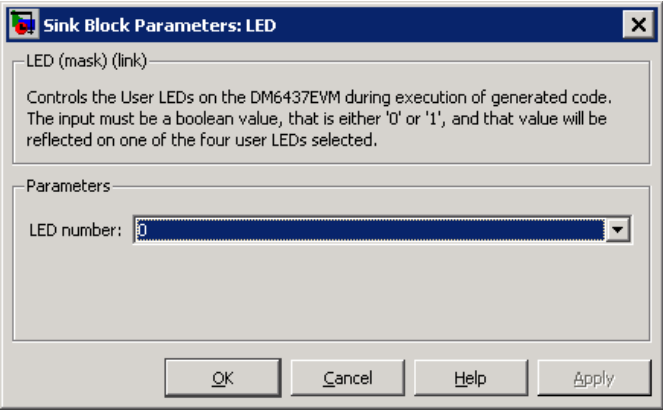 Sink Block Parameters: LED
LED (mask) (link)
Controls the User LEDs on the DM6437EVM during execution of generated code.
The input must be a boolean value, that is either '0' or '1', and that value will be
reflected on one of the four user LEDs selected.
Parameters
LED number: 0
OK Cancel Help Apply